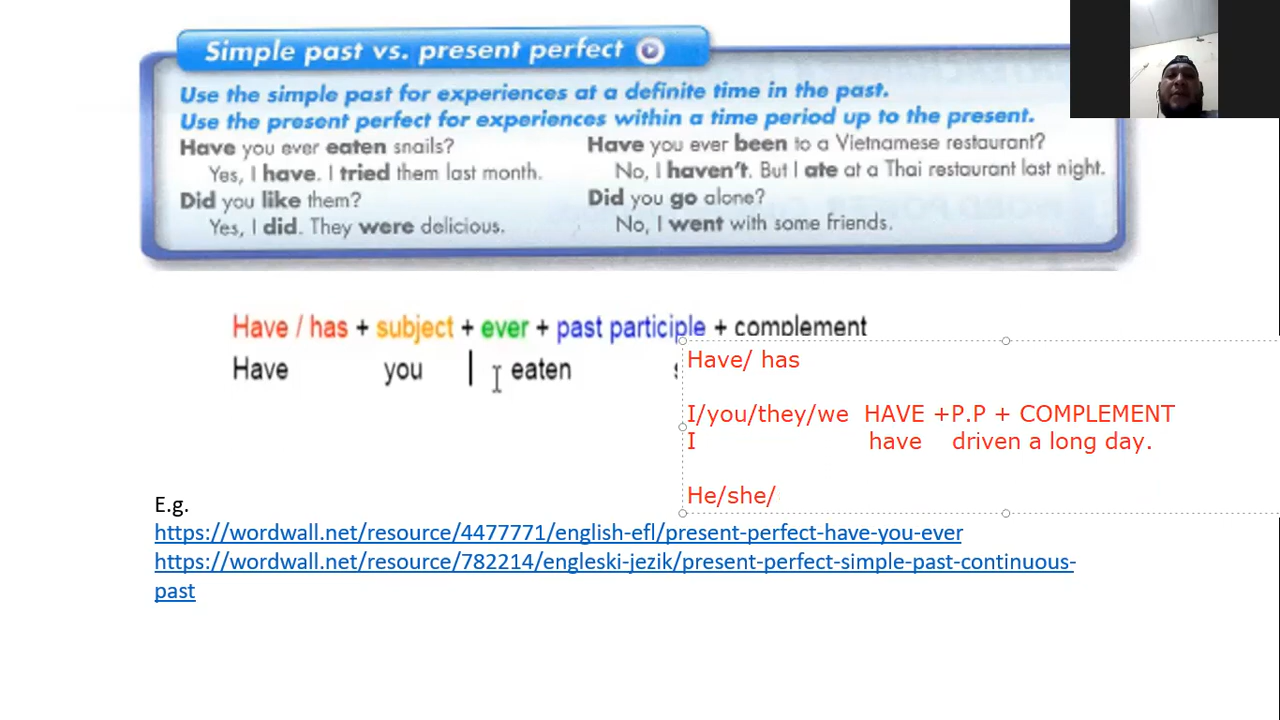 Simple past vs. present perfect
Use the simple past for experiences at a definite time in the past.
Use the present perfect for experiences within a time period up to the present.
Have you ever eaten snails?
Yes, I have. I tried them last month.
Did you like them?
Yes, I did. They were delicious.
Have you ever been to a Vietnamese restaurant?
No, I haven't. But I ate at a Thai restaurant last night.
Did you go alone?
No, I went with some friends.
Have / has + subject + ever + past participle + complement
Have you eaten
Have/ has
I/you/they/we HAVE +P.P + COMPLEMENT
I have driven a long day.
He/she/
E.g.
https://wordwall.net/resource/4477771/english-efl/present-perfect-have-you-ever
https://wordwall.net/resource/782214/engleski-jezik/present-perfect-simple-past-continuous-
past